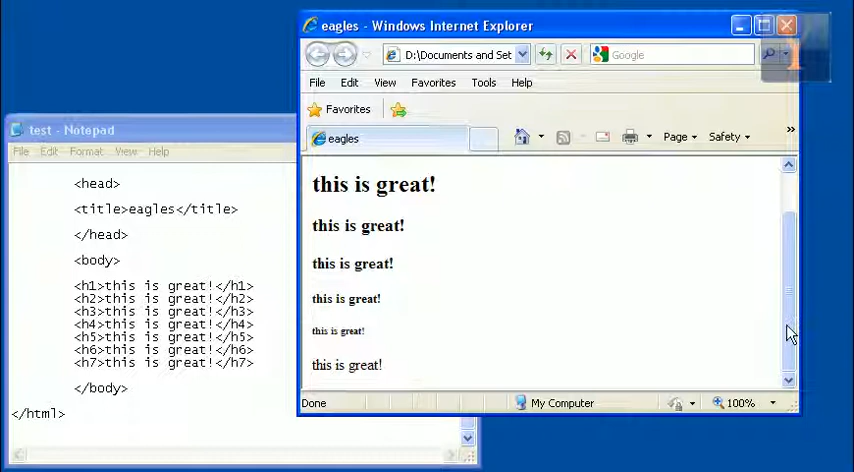 eagles - Windows Internet Explorer
D:\Documents and Set
Google
File Edit View Favorites Tools Help
Favorites
eagles
Page Safety »
this is great!
this is great!
this is great!
this is great!
this is great!
this is great!
Done
My Computer
100%
test - Notepad
File Edit Format View Help
<head>
<title>eagles</title>
</head>
<body>
<h1>this is great!</h1>
<h2>this is great!</h2>
<h3>this is great!</h3>
<h4>this is great!</h4>
<h5>this is great!</h5>
<h6>this is great!</h6>
<h7>this is great!</h7>
</body>
</html>